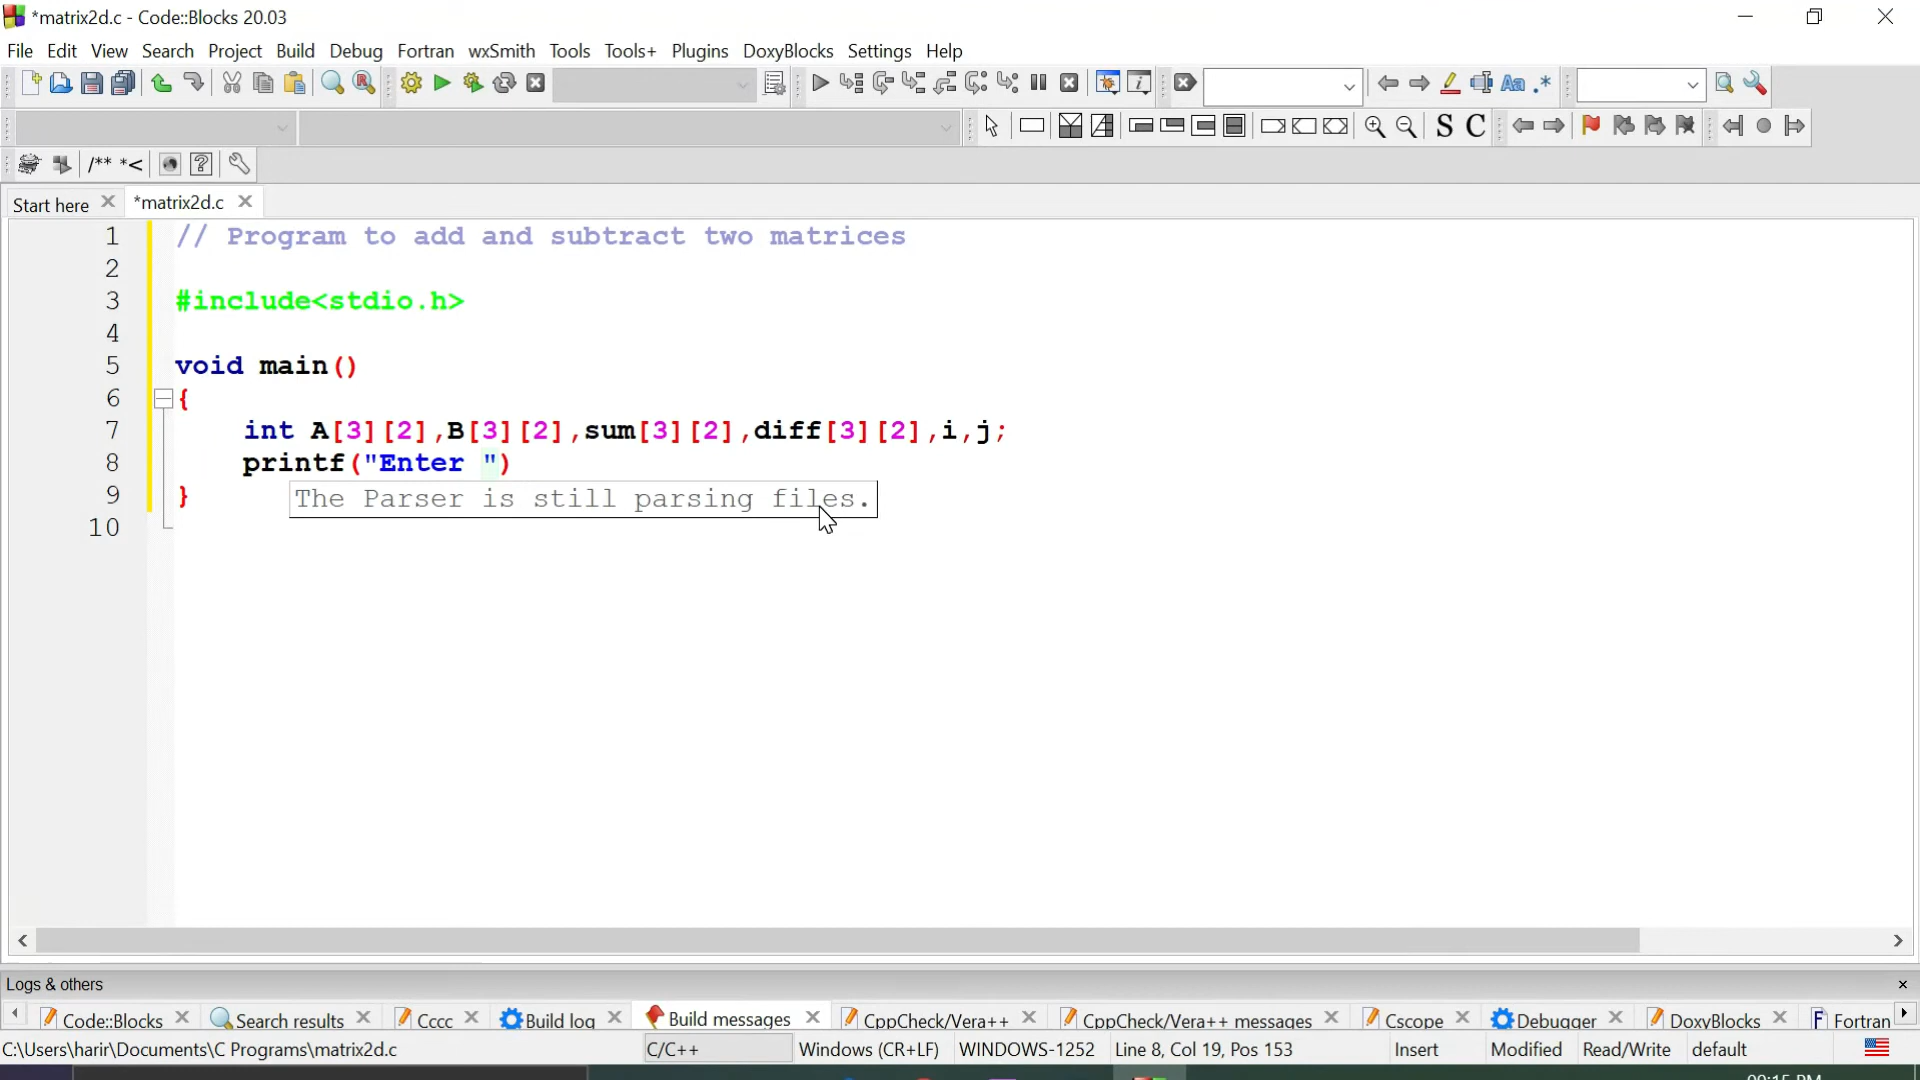 *matrix2d.c - Code::Blocks 20.03
File Edit View Search Project Build Debug Fortran wxSmith Tools Tools+ Plugins DoxyBlocks Settings Help
/** *<
Start here *matrix2d.c
1 // Program to add and subtract two matrices
2
3 #include<stdio.h>
4
5 void main()
6 {
7 int A[3][2],B[3][2],sum[3][2],diff[3][2],i,j;
8 printf("Enter ")
9 }
The Parser is still parsing files.
10
Logs & others
Code::Blocks Search results Cccc Build log Build messages CppCheck/Vera++ CppCheck/Vera++ messages Cscope Debugger DoxyBlocks Fortran
C:\Users\harir\Documents\C Programs\matrix2d.c C/C++ Windows (CR+LF) WINDOWS-1252 Line 8, Col 19, Pos 153 Insert Modified Read/Write default